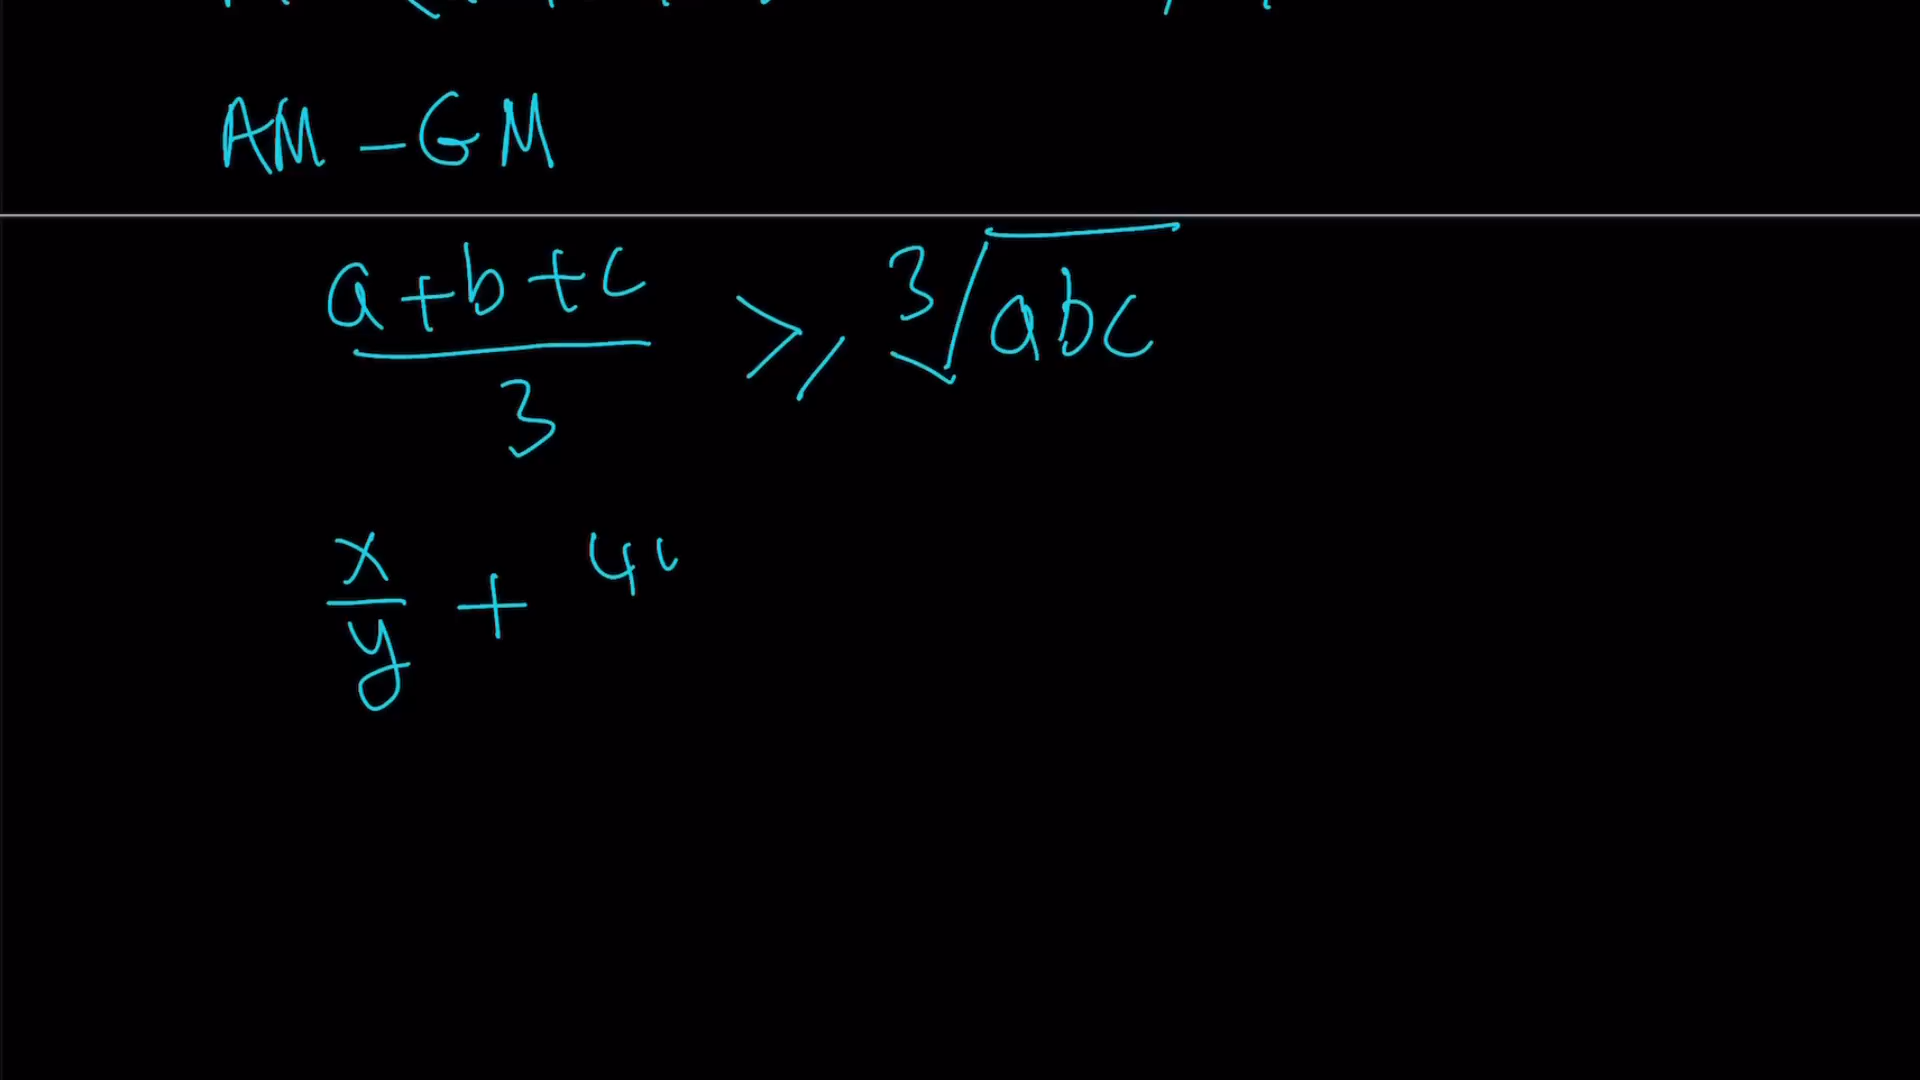 AM – GM
(a+b+c)/3 ⩾ ∛(abc)
x/y + 4